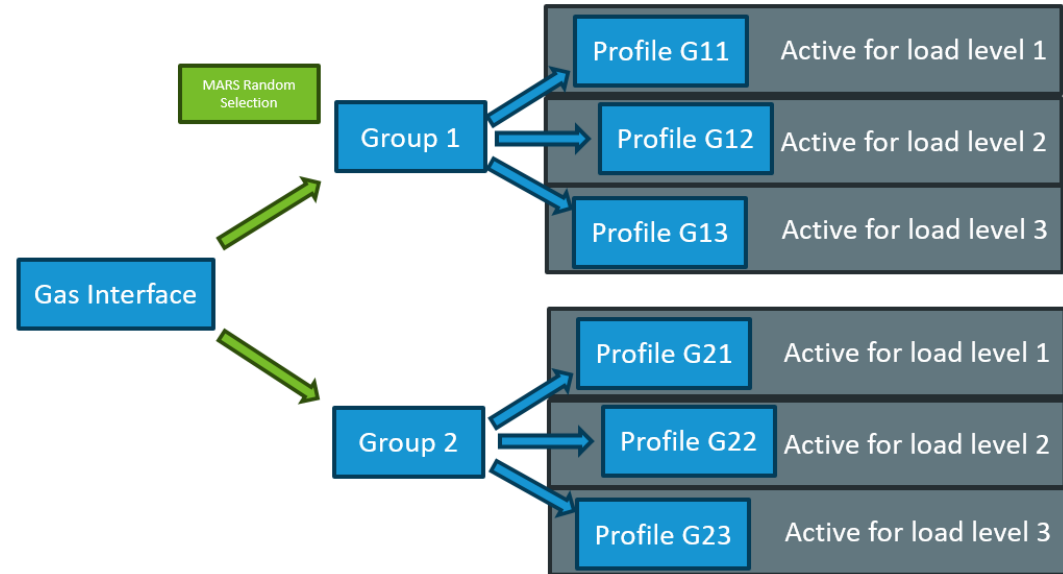 MARS Random
Selection
Gas Interface
Group 1
Profile G11
Active for load level 1
Profile G12
Active for load level 2
Profile G13
Active for load level 3
Group 2
Profile G21
Active for load level 1
Profile G22
Active for load level 2
Profile G23
Active for load level 3